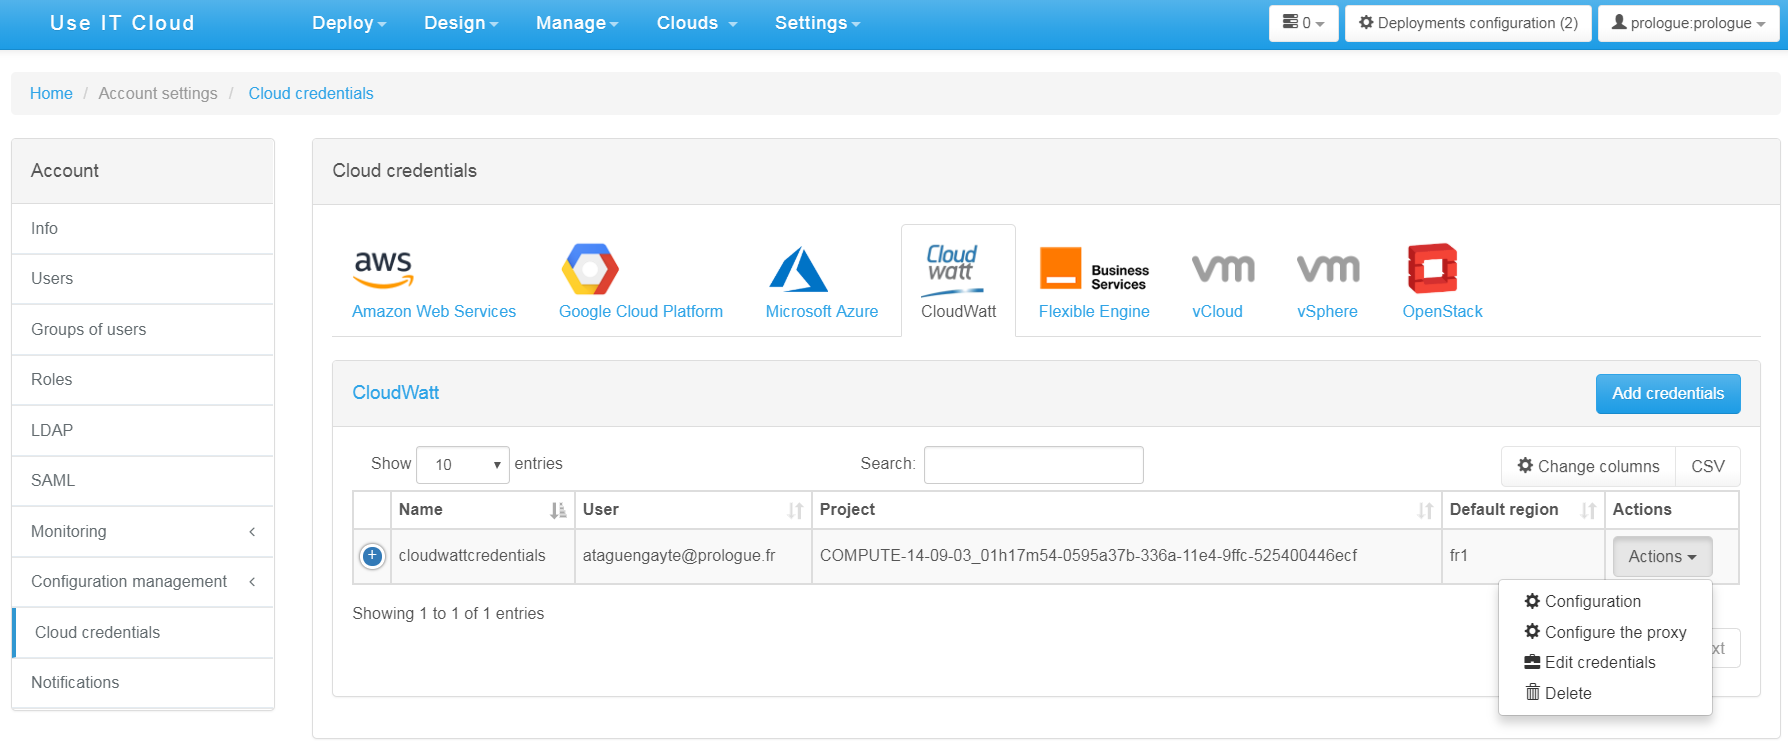 Use IT Cloud Deploy Design Manage Clouds Settings 0 Deployments configuration (2) prologue:prologue
Home / Account settings / Cloud credentials
Account
Info
Users
Groups of users
Roles
LDAP
SAML
Monitoring
Configuration management
Cloud credentials
Notifications
Cloud credentials
aws
Amazon Web Services
Google Cloud Platform
Microsoft Azure
Cloud
watt
CloudWatt
Business
Services
Flexible Engine
vm
vCloud
vm
vSphere
OpenStack
CloudWatt Add credentials
Show 10 entries Search: Change columns CSV
Name User Project Default region Actions
cloudwattcredentials ataguengayte@prologue.fr COMPUTE-14-09-03_01h17m54-0595a37b-336a-11e4-9ffc-525400446ecf fr1 Actions
Showing 1 to 1 of 1 entries
Configuration
Configure the proxy
xt
Edit credentials
Delete